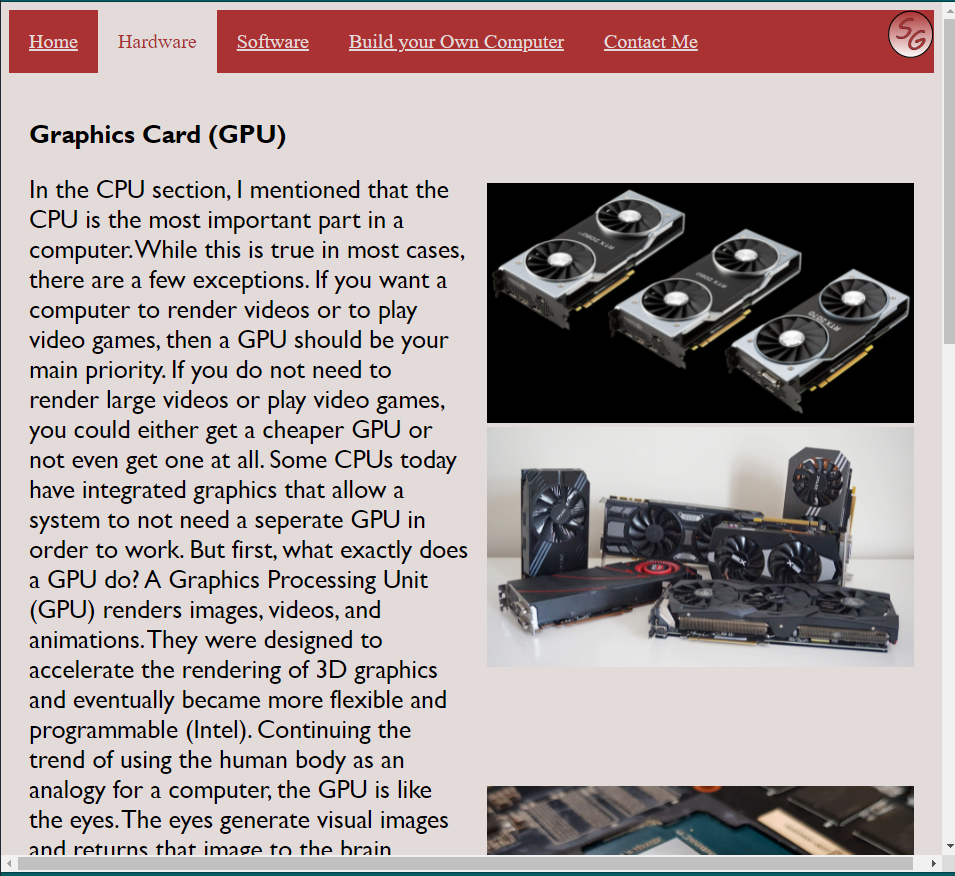 Home Hardware Software Build your Own Computer Contact Me SG
Graphics Card (GPU)
In the CPU section, I mentioned that the
CPU is the most important part in a
computer. While this is true in most cases,
there are a few exceptions. If you want a
computer to render videos or to play
video games, then a GPU should be your
main priority. If you do not need to
render large videos or play video games,
you could either get a cheaper GPU or
not even get one at all. Some CPUs today
have integrated graphics that allow a
system to not need a seperate GPU in
order to work. But first, what exactly does
a GPU do? A Graphics Processing Unit
(GPU) renders images, videos, and
animations. They were designed to
accelerate the rendering of 3D graphics
and eventually became more flexible and
programmable (Intel). Continuing the
trend of using the human body as an
analogy for a computer, the GPU is like
the eyes. The eyes generate visual images
and returns that image to the brain
RTX 2080
RTX 2070